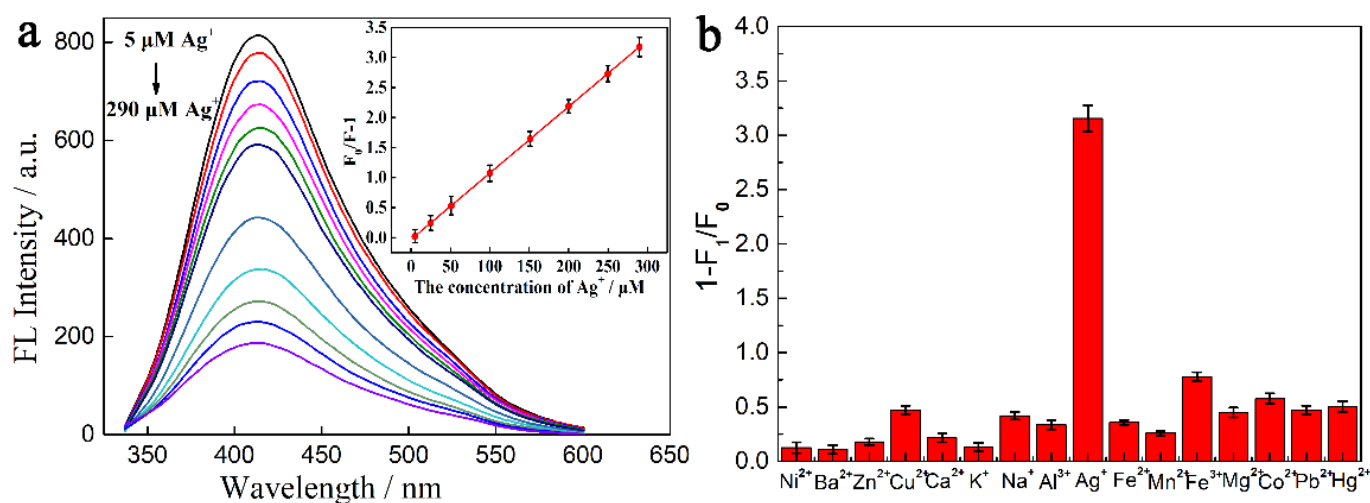 a
5 μM Ag⁺
290 μM Ag⁺
FL Intensity / a.u.
800
600
400
200
0
350 400 450 500 550 600 650
Wavelength / nm
F₀/F-1
3.5
3.0
2.5
2.0
1.5
1.0
0.5
0.0
0 50 100 150 200 250 300
The concentration of Ag⁺ / μM
b
1-F₁/F₀
4.0
3.5
3.0
2.5
2.0
1.5
1.0
0.5
0.0
Ni²⁺ Ba²⁺ Zn²⁺ Cu²⁺ Ca²⁺ K⁺ Na⁺ Al³⁺ Ag⁺ Fe²⁺ Mn²⁺ Fe³⁺ Mg²⁺ Co²⁺ Pb²⁺ Hg²⁺